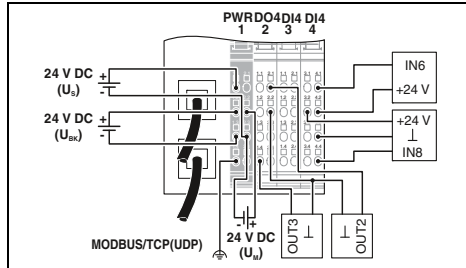 PWR DO4 DI4 DI4
1 2 3 4
24 V DC
(US)
+
-
24 V DC
(UBK)
+
-
IN6
+24 V
+24 V
⊥
IN8
MODBUS/TCP(UDP)
- +
24 V DC
(UM)
OUT3
⊥
⊥
OUT2